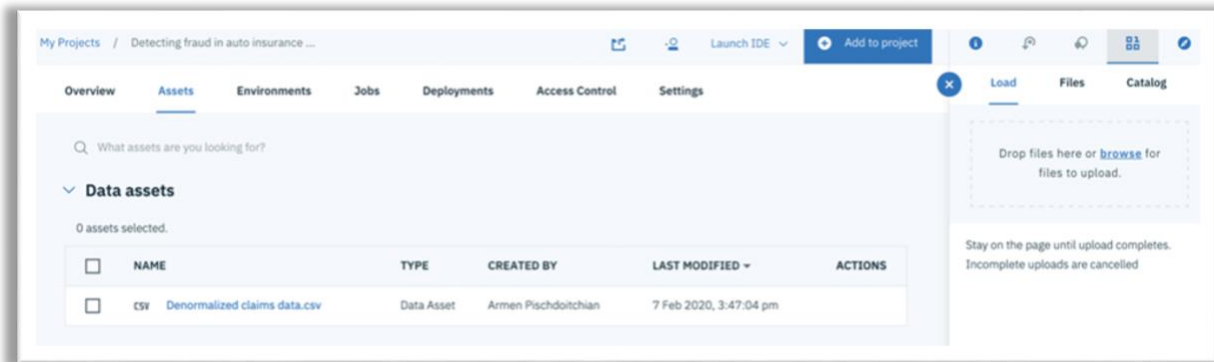 My Projects / Detecting fraud in auto insurance ... Launch IDE Add to project
Overview Assets Environments Jobs Deployments Access Control Settings
Load Files Catalog
What assets are you looking for?
Drop files here or browse for
files to upload.
Data assets
0 assets selected.
Stay on the page until upload completes.
Incomplete uploads are cancelled
NAME TYPE CREATED BY LAST MODIFIED ACTIONS
CSV Denormalized claims data.csv Data Asset Armen Pischdoitchian 7 Feb 2020, 3:47:04 pm